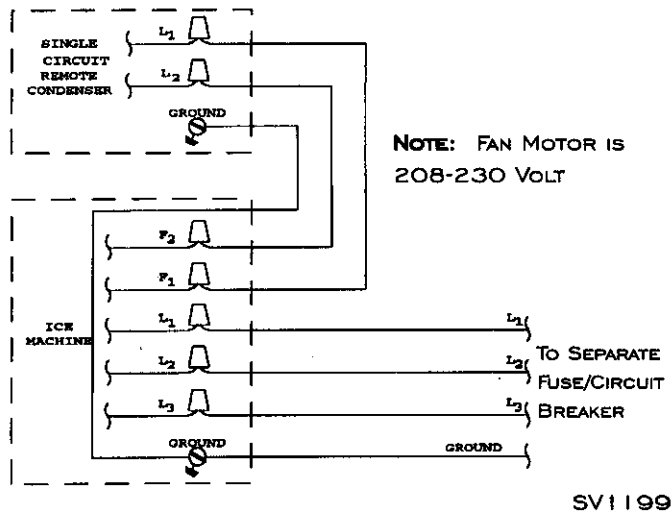 L1
SINGLE
CIRCUIT
REMOTE
CONDENSER
L2
GROUND
NOTE: FAN MOTOR IS
208-230 VOLT
F2
F1
ICE
MACHINE
L1
L1
L2
L2
TO SEPARATE
FUSE/CIRCUIT
BREAKER
L3
L3
GROUND
GROUND
SV1199